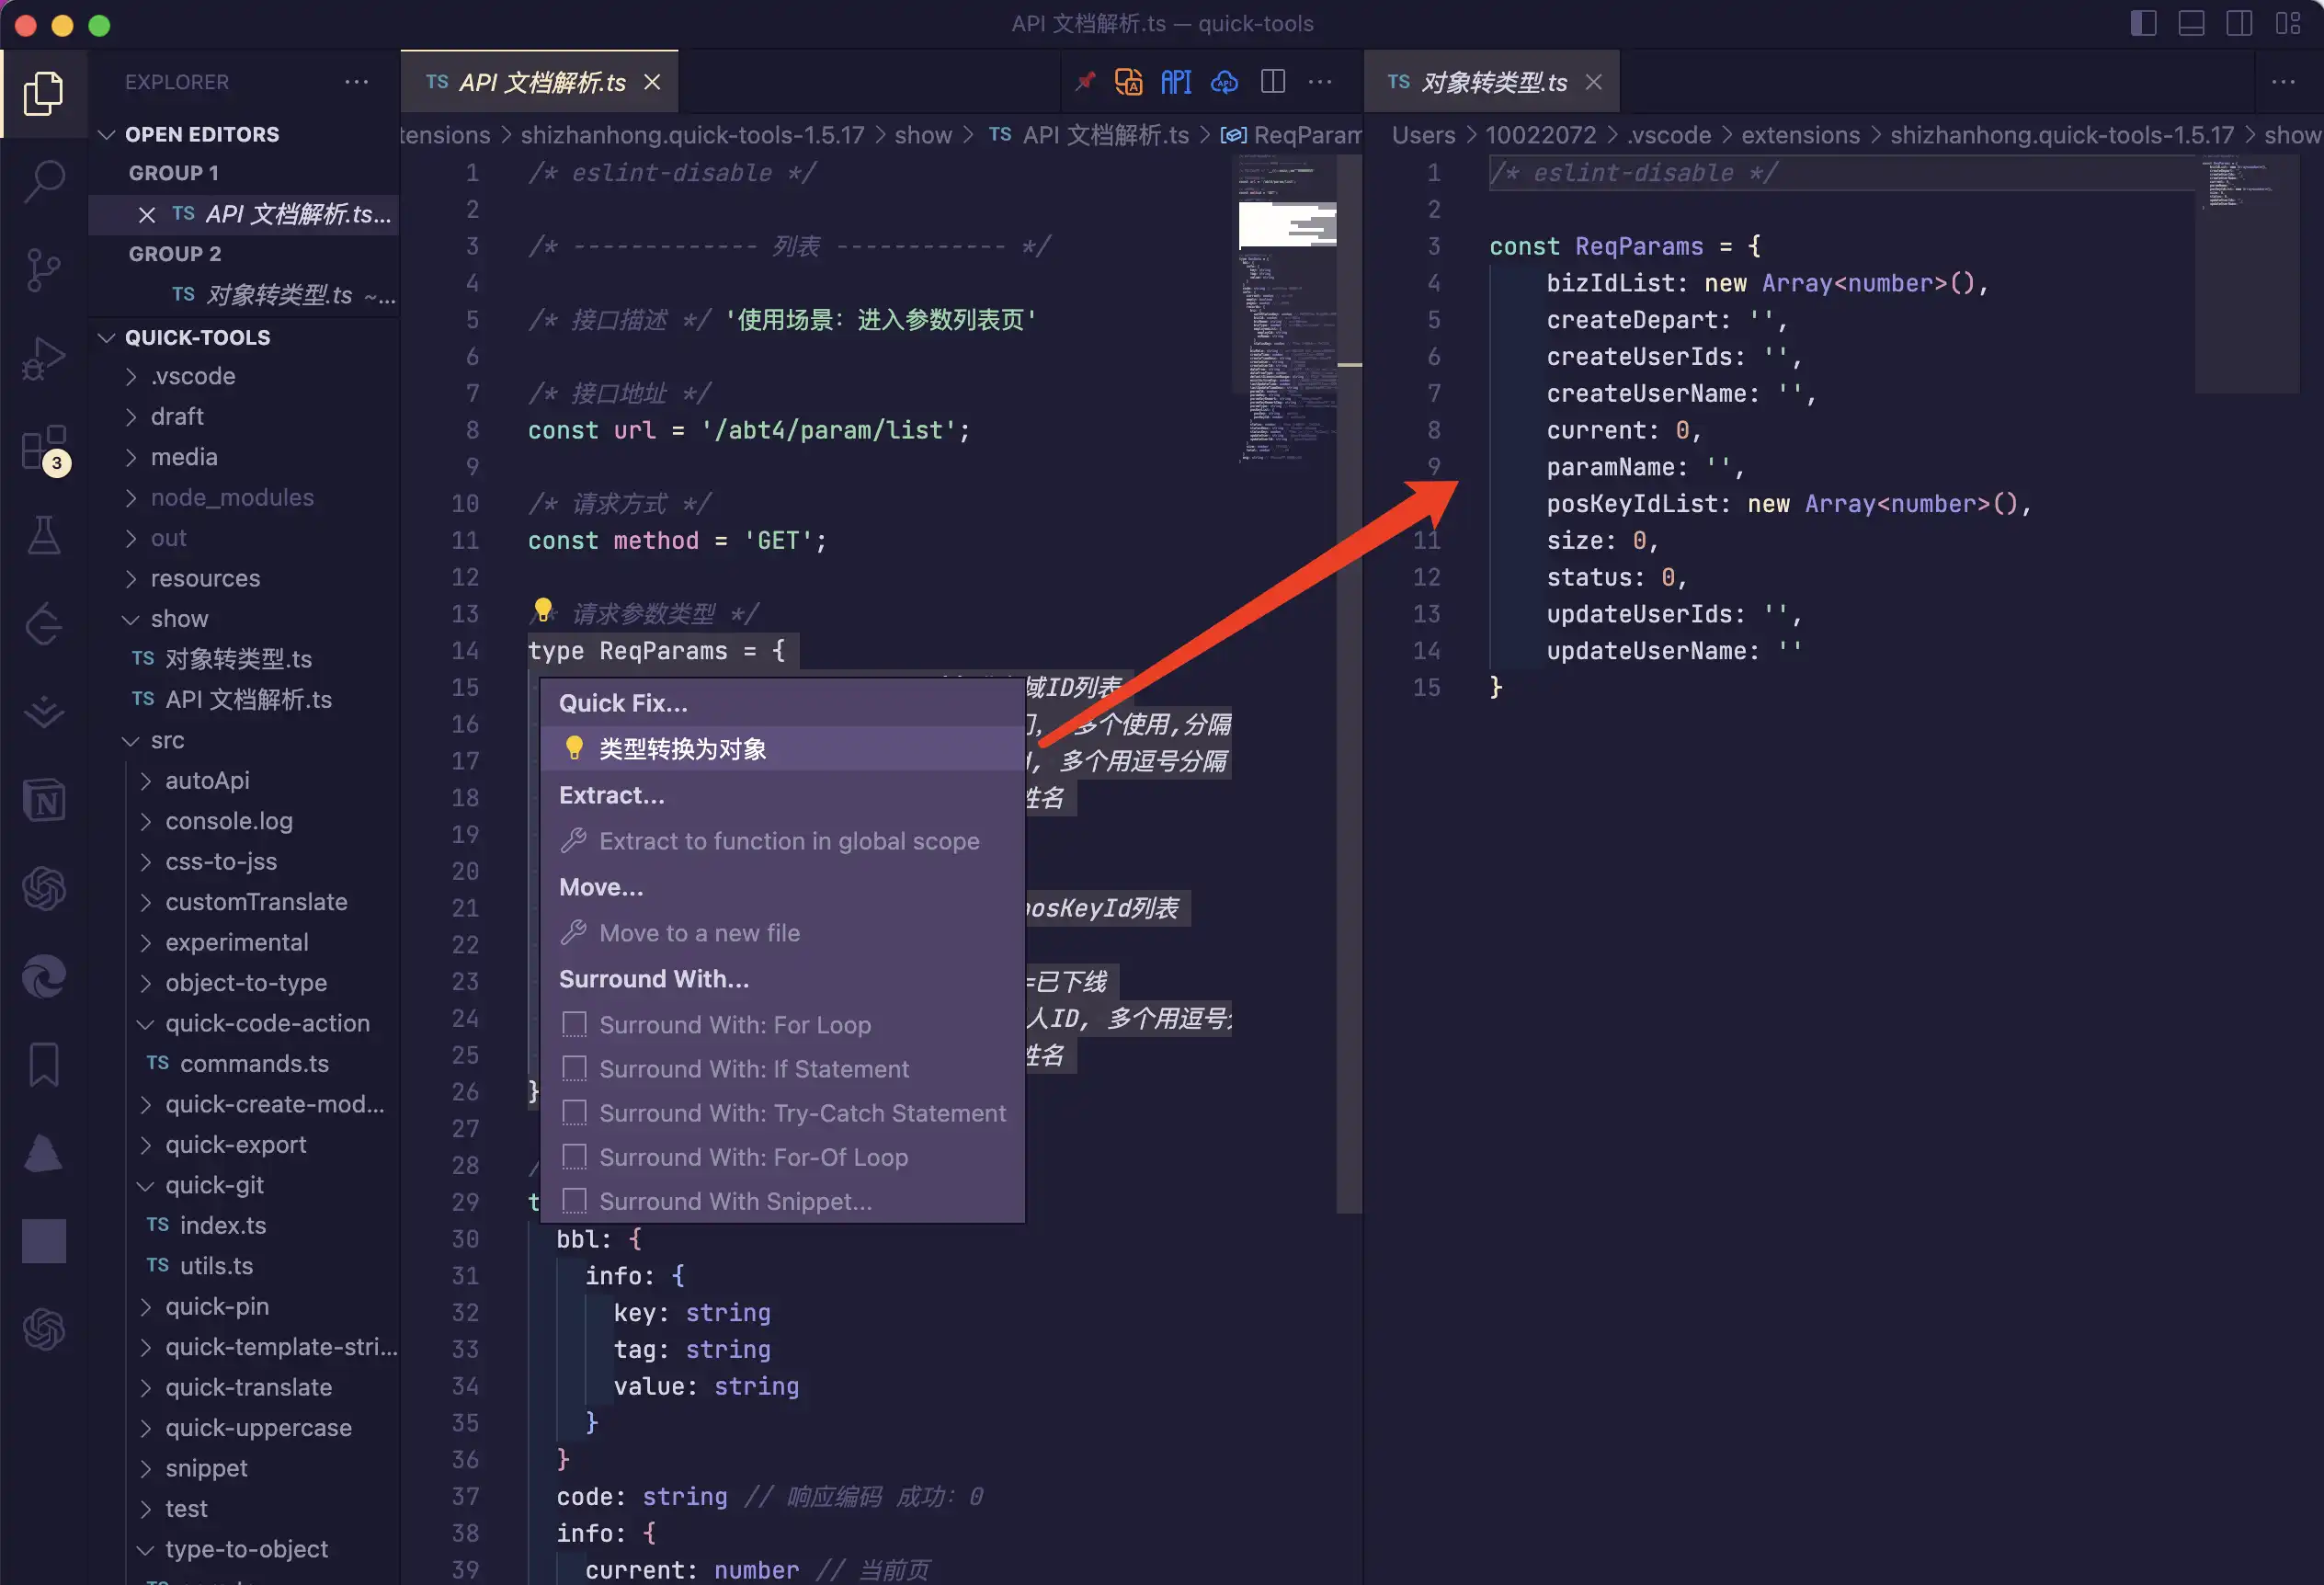 API 文档解析.ts — quick-tools
EXPLORER
OPEN EDITORS
GROUP 1
TS API 文档解析.ts...
GROUP 2
TS 对象转类型.ts ~...
QUICK-TOOLS
.vscode
draft
media
node_modules
out
resources
show
TS 对象转类型.ts
TS API 文档解析.ts
src
autoApi
console.log
css-to-jss
customTranslate
experimental
object-to-type
quick-code-action
TS commands.ts
quick-create-mod...
quick-export
quick-git
TS index.ts
TS utils.ts
quick-pin
quick-template-stri...
quick-translate
quick-uppercase
snippet
test
type-to-object
3
TS API 文档解析.ts
API
tensions > shizhanhong.quick-tools-1.5.17 > show > TS API 文档解析.ts > ReqParam
1 /* eslint-disable */
2
3 /* ------------- 列表 ------------ */
4
5 /* 接口描述 */ '使用场景：进入参数列表页'
6
7 /* 接口地址 */
8 const url = '/abt4/param/list';
9
10 /* 请求方式 */
11 const method = 'GET';
12
13 /* 请求参数类型 */
14 type ReqParams = {
15 域ID列表
16 多个使用,分隔
17 多个用逗号分隔
18 姓名
19
20
21 posKeyId列表
22
23 =已下线
24 人ID, 多个用逗号
25 姓名
26 }
27
28 /
29 t
30 bbl: {
31 info: {
32 key: string
33 tag: string
34 value: string
35 }
36 }
37 code: string // 响应编码 成功：0
38 info: {
39 current: number // 当前页
Quick Fix...
类型转换为对象
Extract...
Extract to function in global scope
Move...
Move to a new file
Surround With...
Surround With: For Loop
Surround With: If Statement
Surround With: Try-Catch Statement
Surround With: For-Of Loop
Surround With Snippet...
TS 对象转类型.ts
Users > 10022072 > .vscode > extensions > shizhanhong.quick-tools-1.5.17 > show
1 /* eslint-disable */
2
3 const ReqParams = {
4 bizIdList: new Array<number>(),
5 createDepart: '',
6 createUserIds: '',
7 createUserName: '',
8 current: 0,
9 paramName: '',
posKeyIdList: new Array<number>(),
11 size: 0,
12 status: 0,
13 updateUserIds: '',
14 updateUserName: ''
15 }